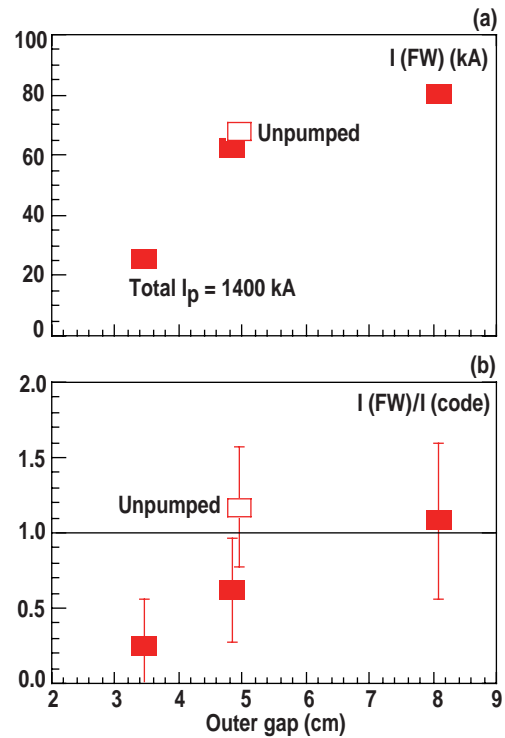 (a)
I (FW) (kA)
100
80
60
40
20
0
Unpumped
Total Ip = 1400 kA
(b)
I (FW)/I (code)
2.0
1.5
1.0
0.5
0.0
Unpumped
2 3 4 5 6 7 8 9
Outer gap (cm)